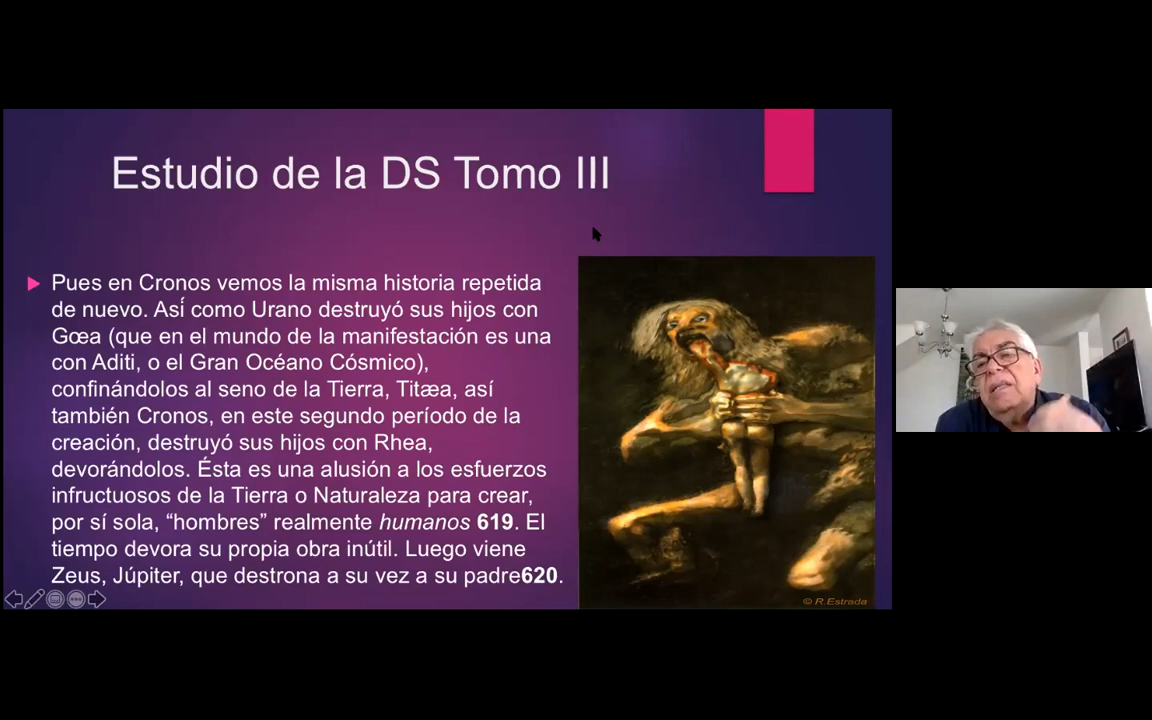 Estudio de la DS Tomo III
Pues en Cronos vemos la misma historia repetida
de nuevo. Así como Urano destruyó sus hijos con
Gœa (que en el mundo de la manifestación es una
con Aditi, o el Gran Océano Cósmico),
confinándolos al seno de la Tierra, Titæa, así
también Cronos, en este segundo período de la
creación, destruyó sus hijos con Rhea,
devorándolos. Ésta es una alusión a los esfuerzos
infructuosos de la Tierra o Naturaleza para crear,
por sí sola, “hombres” realmente humanos 619. El
tiempo devora su propia obra inútil. Luego viene
Zeus, Júpiter, que destrona a su vez a su padre620.
© R.Estrada